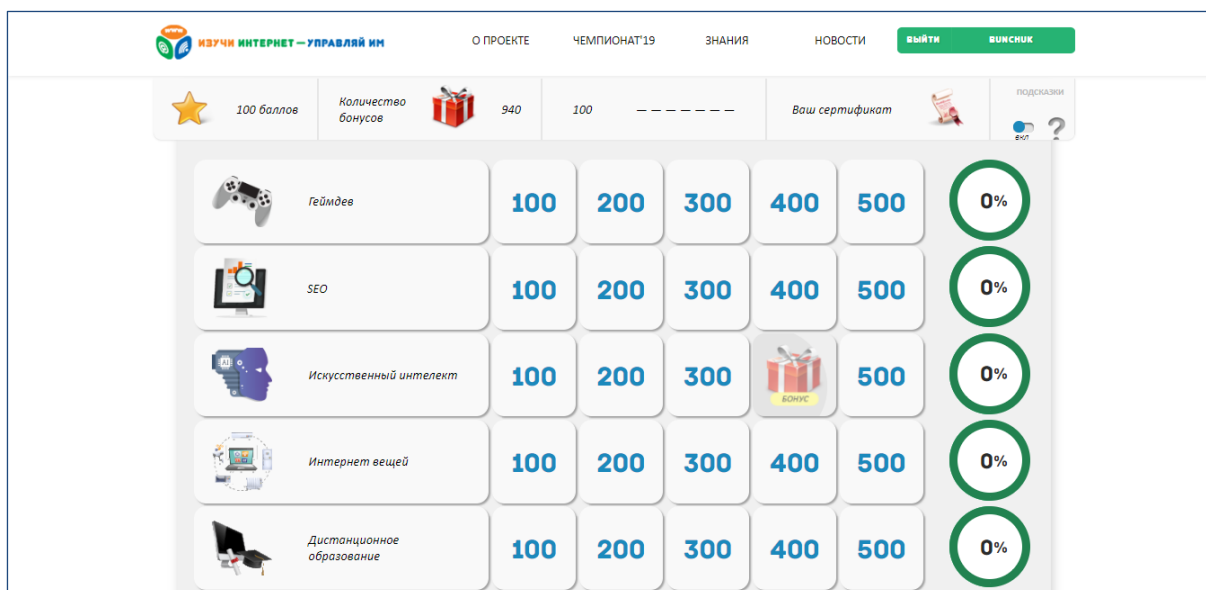 ИЗУЧИ ИНТЕРНЕТ — УПРАВЛЯЙ ИМ
О ПРОЕКТЕ ЧЕМПИОНАТ'19 ЗНАНИЯ НОВОСТИ ВЫЙТИ BUNCHUK
100 баллов
Количество
бонусов
940
100 — — — — — — —
Ваш сертификат
ПОДСКАЗКИ
вкл ?
Геймдев 100 200 300 400 500 0%
SEO 100 200 300 400 500 0%
AI
Искусственный интелект 100 200 300 БОНУС 500 0%
Интернет вещей 100 200 300 400 500 0%
Дистанционное
образование
100 200 300 400 500 0%